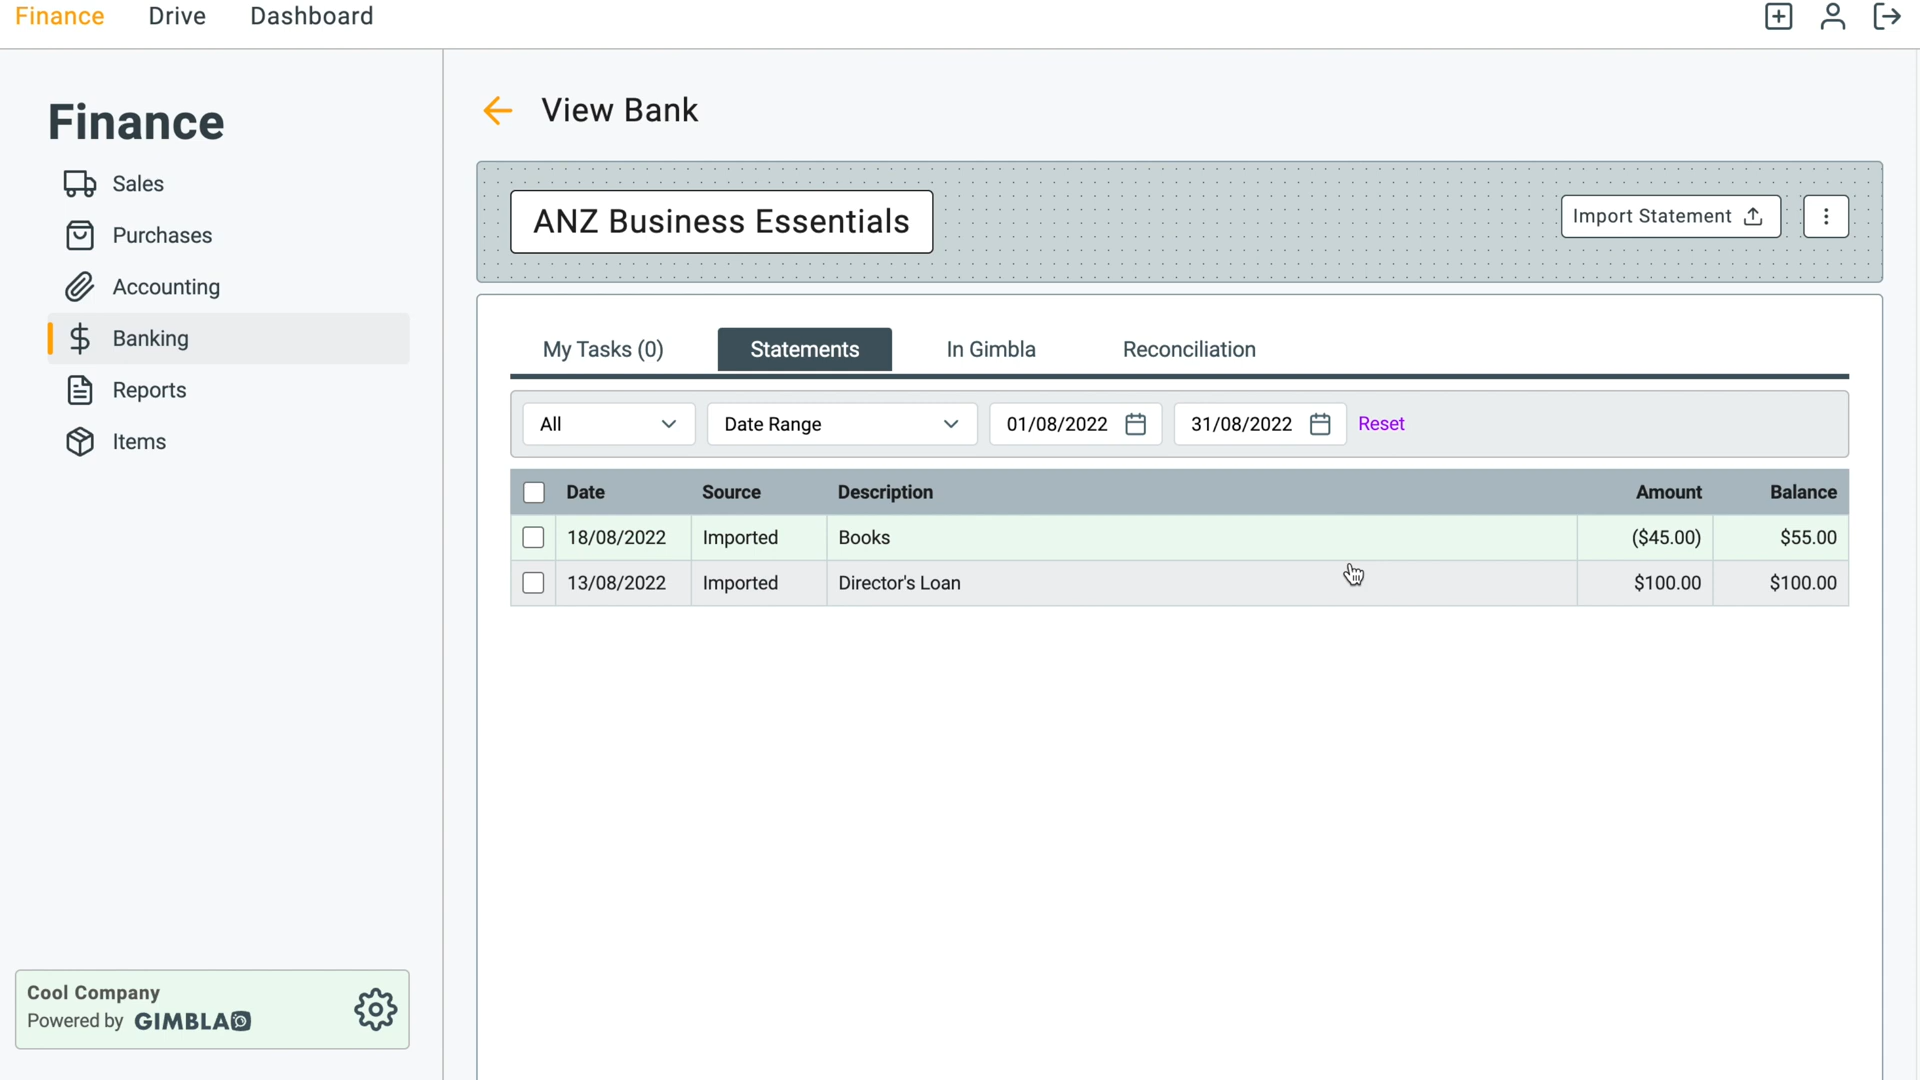 Finance Drive Dashboard
Finance
Sales
Purchases
Accounting
Banking
Reports
Items
Cool Company
Powered by GIMBLA
View Bank
ANZ Business Essentials
Import Statement
My Tasks (0) Statements In Gimbla Reconciliation
All Date Range 01/08/2022 31/08/2022 Reset
Date Source Description Amount Balance
18/08/2022 Imported Books ($45.00) $55.00
13/08/2022 Imported Director's Loan $100.00 $100.00